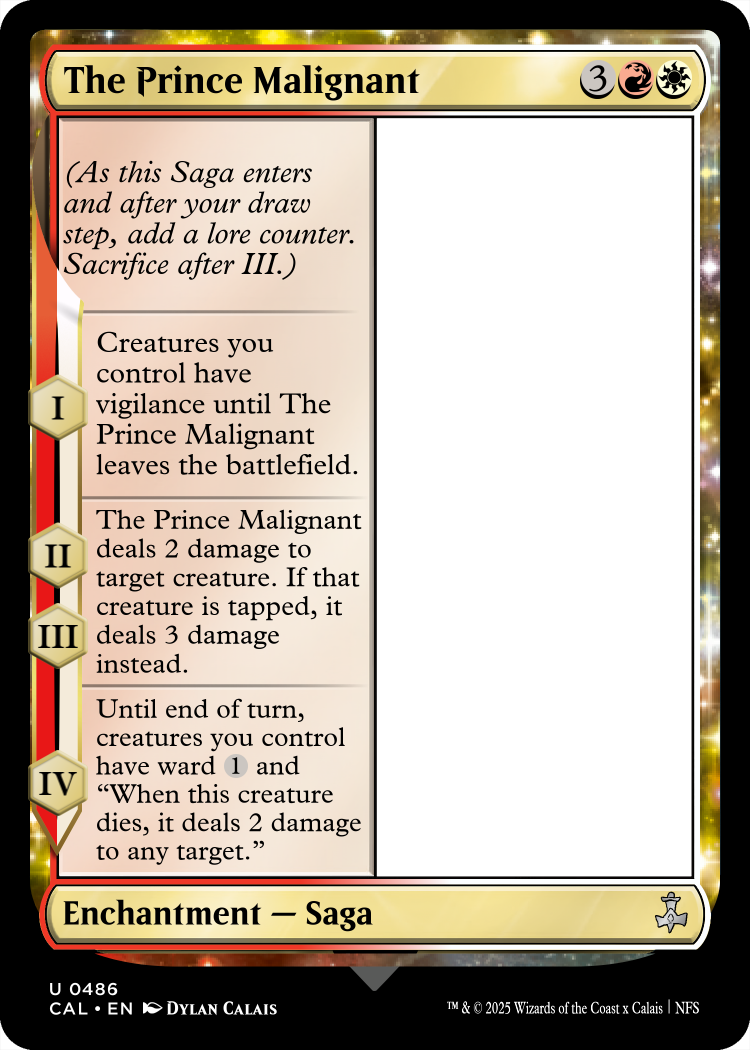 The Prince Malignant 3
(As this Saga enters
and after your draw
step, add a lore counter.
Sacrifice after III.)
I
Creatures you
control have
vigilance until The
Prince Malignant
leaves the battlefield.
II
III
The Prince Malignant
deals 2 damage to
target creature. If that
creature is tapped, it
deals 3 damage
instead.
IV
Until end of turn,
creatures you control
have ward 1 and
“When this creature
dies, it deals 2 damage
to any target.”
Enchantment — Saga
U 0486
CAL • EN DYLAN CALAIS
™ & © 2025 Wizards of the Coast x Calais | NFS